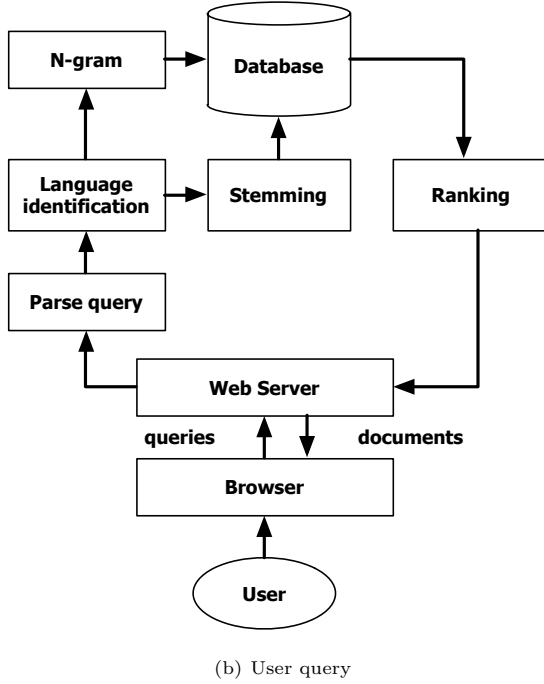 N-gram
Database
Language
identification
Stemming
Ranking
Parse query
Web Server
queries
documents
Browser
User
(b) User query